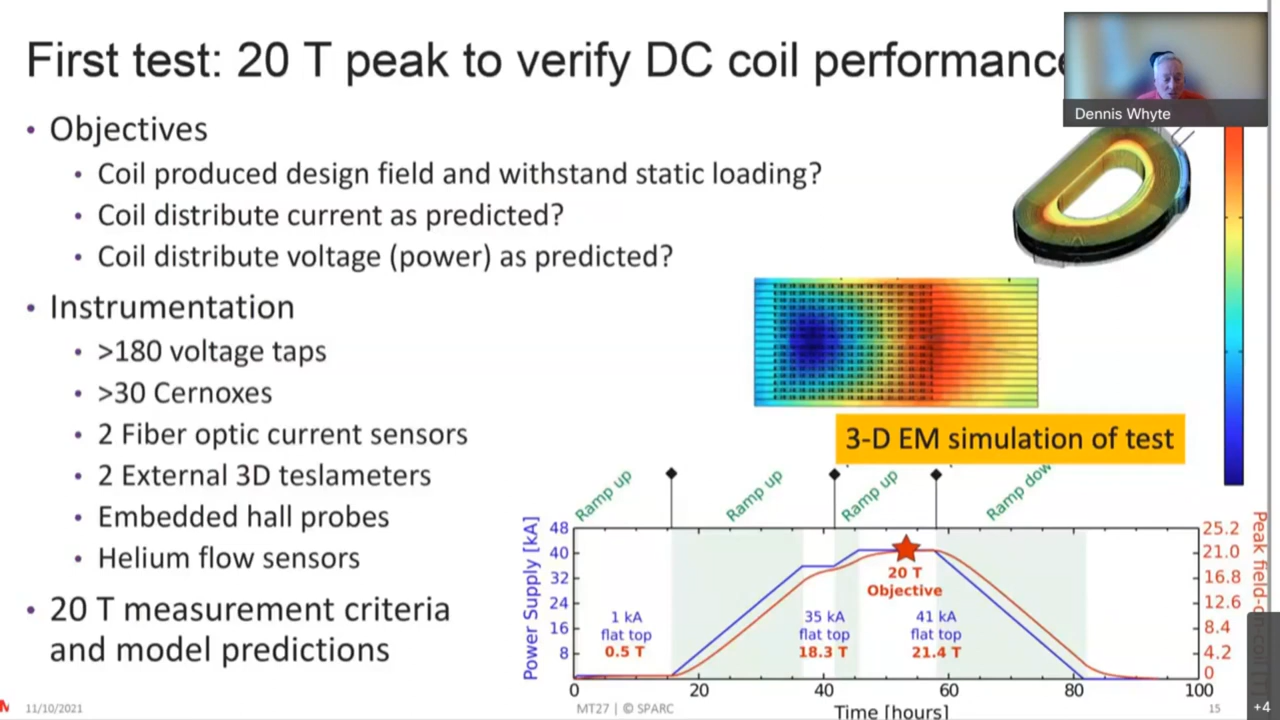 First test: 20 T peak to verify DC coil performance
Dennis Whyte
• Objectives
• Coil produced design field and withstand static loading?
• Coil distribute current as predicted?
• Coil distribute voltage (power) as predicted?
• Instrumentation
• >180 voltage taps
• >30 Cernoxes
• 2 Fiber optic current sensors
• 2 External 3D teslameters
• Embedded hall probes
• Helium flow sensors
• 20 T measurement criteria
and model predictions
3-D EM simulation of test
Ramp up
Ramp up
Ramp up
Ramp dow
Power Supply [kA]
48
40
32
24
16
8
1 kA
flat top
0.5 T
35 kA
flat top
18.3 T
20 T
Objective
41 kA
flat top
21.4 T
25.2
21.0
16.8
12.6
8.4
4.2
0
Peak field-on-coil [T]
0
20
40
60
80
100
Time [hours]
11/10/2021
MT27 | © SPARC
15
+4